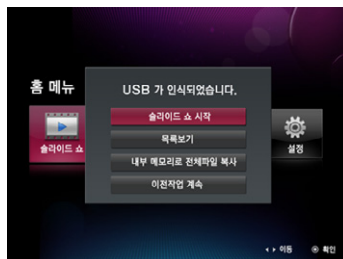 홈 메뉴
USB 가 인식되었습니다.
슬라이드 쇼 시작
목록보기
내부 메모리로 전체파일 복사
이전작업 계속
슬라이드 쇼
설정
이동
확인